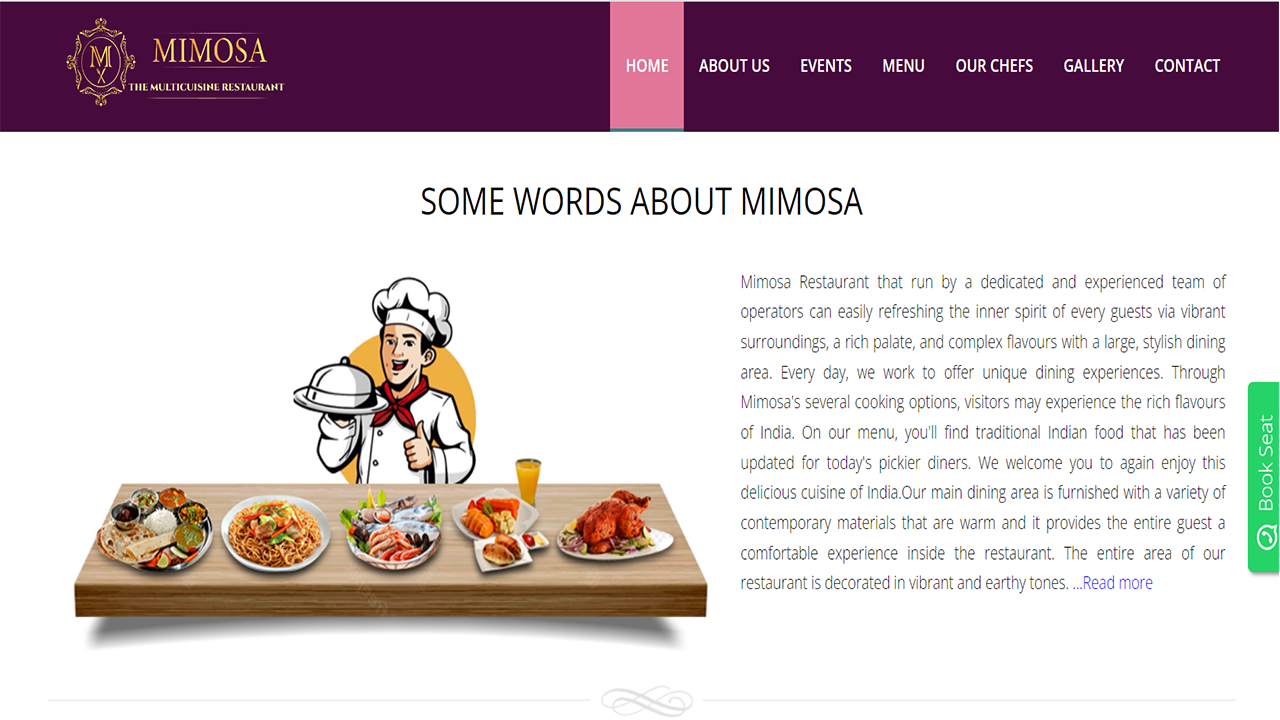 MIMOSA
THE MULTICUISINE RESTAURANT
HOME ABOUT US EVENTS MENU OUR CHEFS GALLERY CONTACT
SOME WORDS ABOUT MIMOSA
Mimosa Restaurant that run by a dedicated and experienced team of
operators can easily refreshing the inner spirit of every guests via vibrant
surroundings, a rich palate, and complex flavours with a large, stylish dining
area. Every day, we work to offer unique dining experiences. Through
Mimosa's several cooking options, visitors may experience the rich flavours
of India. On our menu, you'll find traditional Indian food that has been
updated for today's pickier diners. We welcome you to again enjoy this
delicious cuisine of India.Our main dining area is furnished with a variety of
contemporary materials that are warm and it provides the entire guest a
comfortable experience inside the restaurant. The entire area of our
restaurant is decorated in vibrant and earthy tones. ...Read more
Book Seat